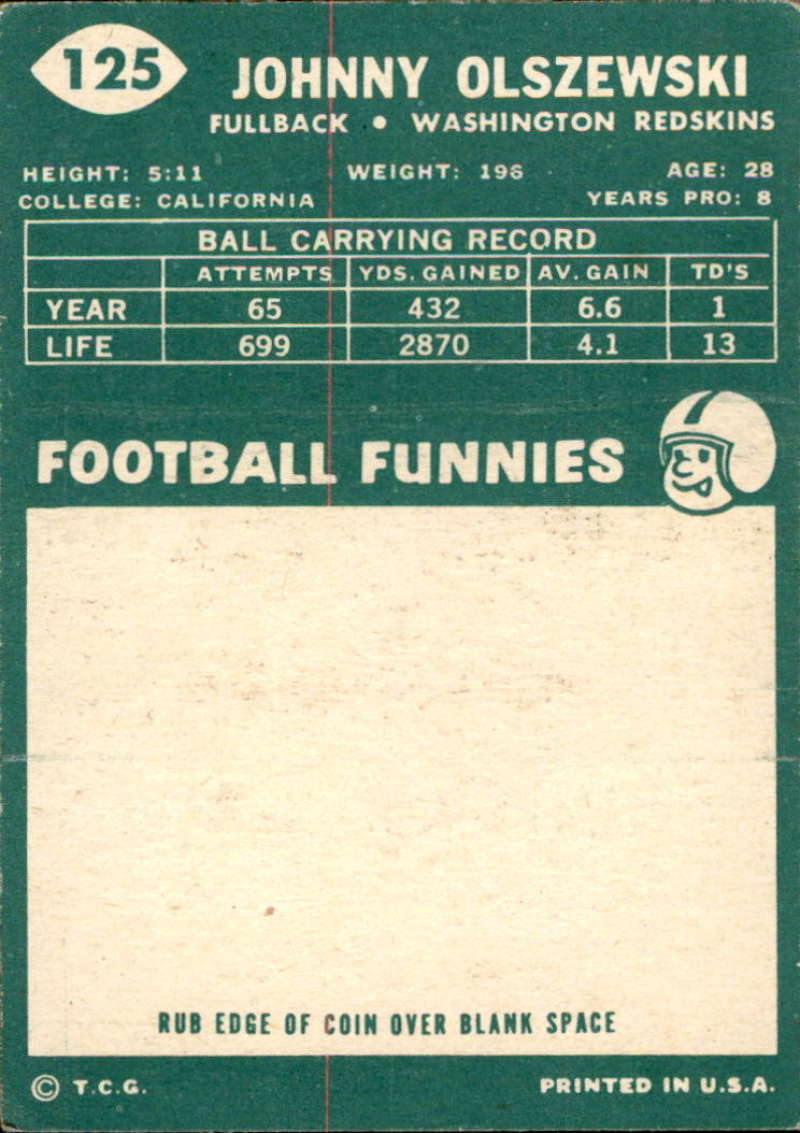 125
JOHNNY OLSZEWSKI
FULLBACK • WASHINGTON REDSKINS
HEIGHT: 5:11 WEIGHT: 196 AGE: 28
COLLEGE: CALIFORNIA YEARS PRO: 8
BALL CARRYING RECORD
ATTEMPTS YDS. GAINED AV. GAIN TD'S
YEAR 65 432 6.6 1
LIFE 699 2870 4.1 13
FOOTBALL FUNNIES
RUB EDGE OF COIN OVER BLANK SPACE
© T.C.G. PRINTED IN U.S.A.